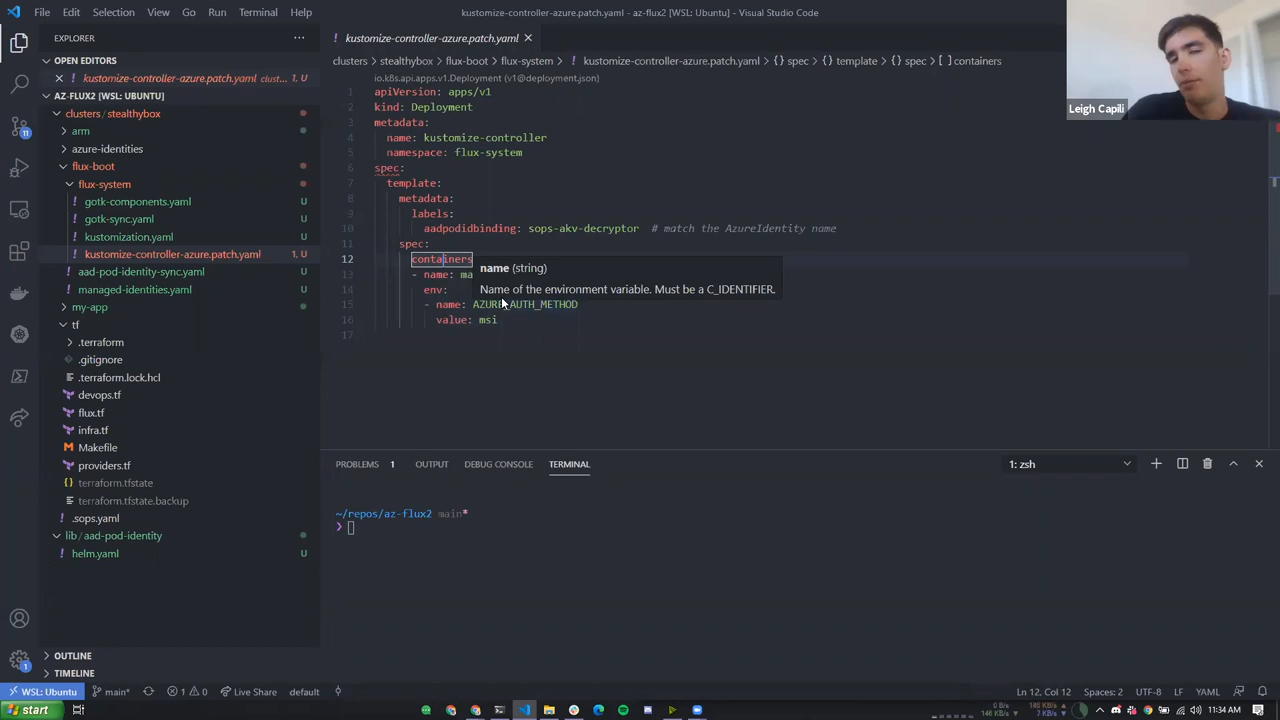 File Edit Selection View Go Run Terminal Help
kustomize-controller-azure.patch.yaml - az-flux2 [WSL: Ubuntu] - Visual Studio Code
EXPLORER
OPEN EDITORS
kustomize-controller-azure.patch.yaml clust... 1, U
AZ-FLUX2 [WSL: UBUNTU]
clusters / stealthybox
arm
azure-identities
flux-boot
flux-system
gotk-components.yaml U
gotk-sync.yaml U
kustomization.yaml U
kustomize-controller-azure.patch.yaml 1, U
aad-pod-identity-sync.yaml U
managed-identities.yaml U
my-app
tf
.terraform
.gitignore
.terraform.lock.hcl
devops.tf
flux.tf
infra.tf
Makefile
providers.tf
terraform.tfstate
terraform.tfstate.backup
.sops.yaml
lib / aad-pod-identity
helm.yaml U
OUTLINE
TIMELINE
11
1
kustomize-controller-azure.patch.yaml
clusters > stealthybox > flux-boot > flux-system > kustomize-controller-azure.patch.yaml > {} spec > {} template > {} spec > [ ] containers
io.k8s.api.apps.v1.Deployment (v1@deployment.json)
1 apiVersion: apps/v1
2 kind: Deployment
3 metadata:
4 name: kustomize-controller
5 namespace: flux-system
6 spec:
7 template:
8 metadata:
9 labels:
10 aadpodidbinding: sops-akv-decryptor # match the AzureIdentity name
11 spec:
12 containers
13 - name: ma
14 env:
15 - name: AZURE_AUTH_METHOD
16 value: msi
17
name (string)
Name of the environment variable. Must be a C_IDENTIFIER.
Leigh Capili
PROBLEMS 1 OUTPUT DEBUG CONSOLE TERMINAL 1: zsh
~/repos/az-flux2 main*
❯
WSL: Ubuntu main* 1 0 Live Share default Ln 12, Col 12 Spaces: 2 UTF-8 LF YAML
start 11:34 AM